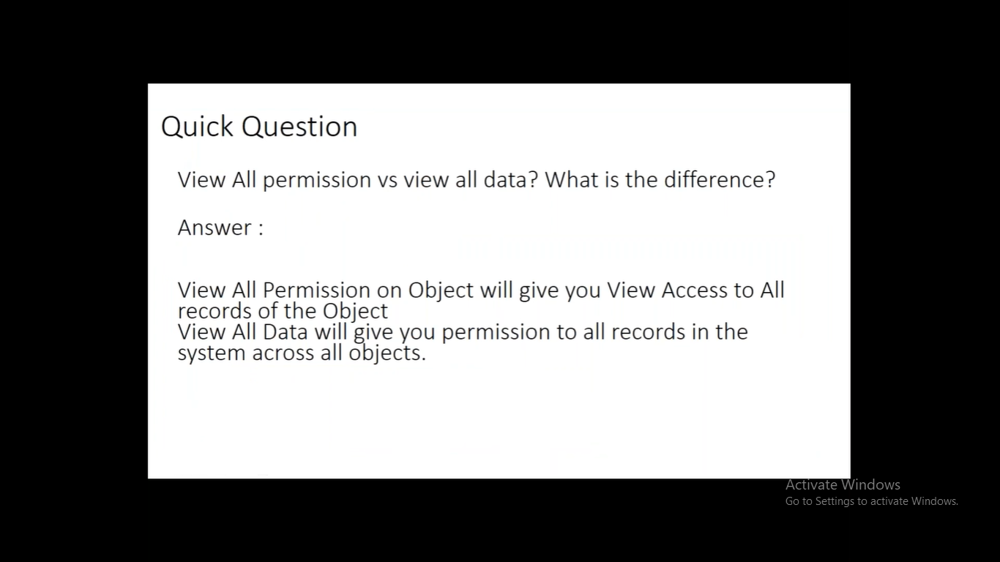 Quick Question
View All permission vs view all data? What is the difference?
Answer :
View All Permission on Object will give you View Access to All
records of the Object
View All Data will give you permission to all records in the
system across all objects.
Activate Windows
Go to Settings to activate Windows.